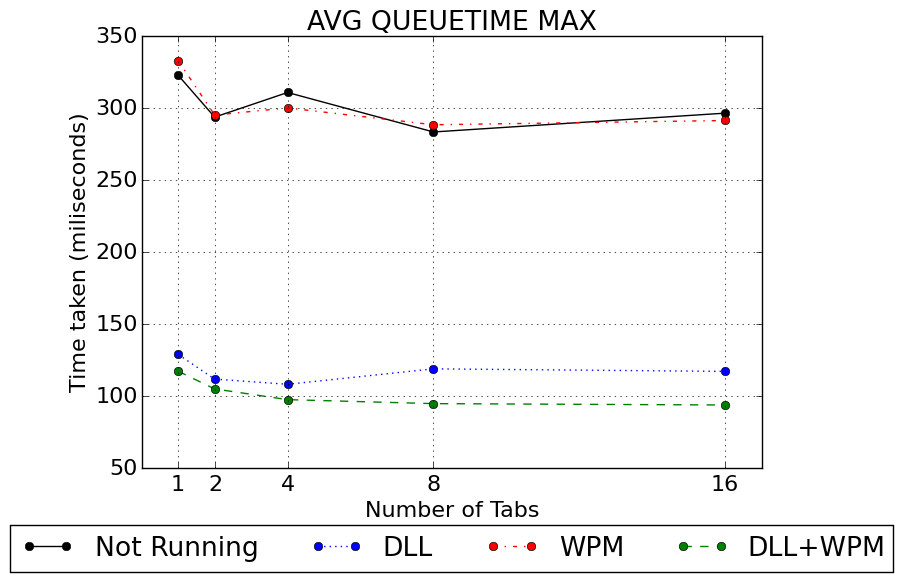 AVG QUEUETIME MAX
350
300
250
200
150
100
50
Time taken (miliseconds)
1 2 4 8 16
Number of Tabs
Not Running DLL WPM DLL+WPM